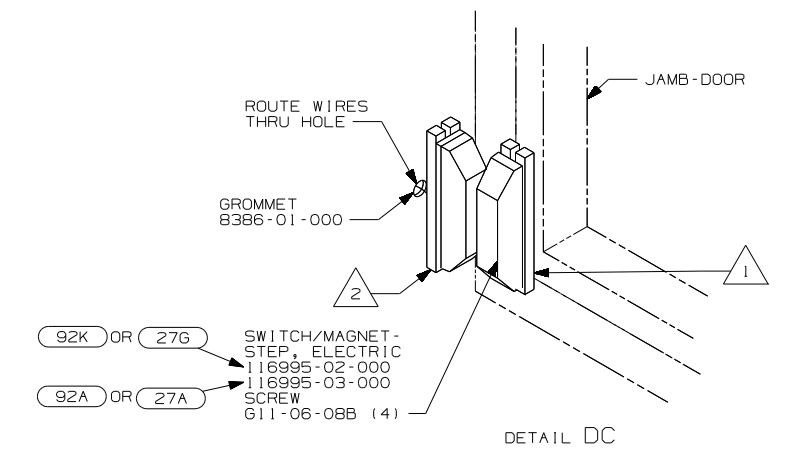 JAMB-DOOR
ROUTE WIRES
THRU HOLE
GROMMET
8386-01-000
1
2
92K OR 27G
SWITCH/MAGNET-
STEP, ELECTRIC
116995-02-000
116995-03-000
92A OR 27A
SCREW
G11-06-08B (4)
DETAIL DC